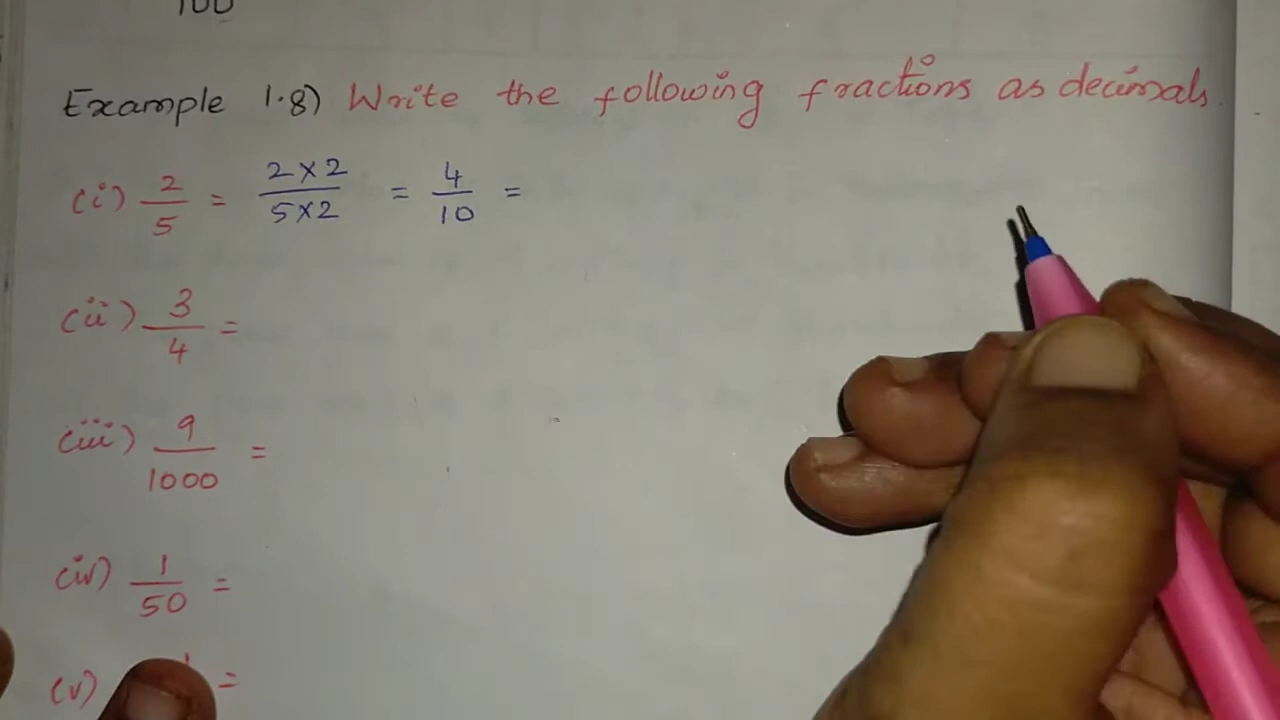 100
Example 1.8) Write the following fractions as decimals.
(i) 2/5 = 2×2/5×2 = 4/10 =
(ii) 3/4 =
(iii) 9/1000 =
(iv) 1/50 =
(v) =